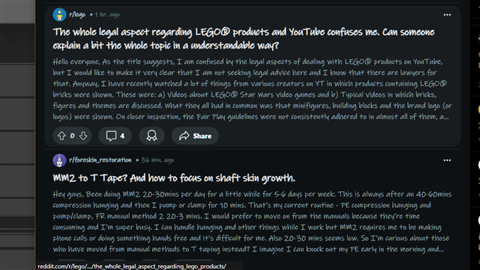 r/lego • 1 hr. ago
The whole legal aspect regarding LEGO® products and YouTube confuses me. Can someone
explain a bit the whole topic in a understandable way?
Hello everyone, As the title suggests, I am confused by the legal aspects of dealing with LEGO® products on YouTube,
but I would like to make it very clear that I am not seeking legal advice here and I know that there are lawyers for
that. Anyway, I have recently watched a lot of things from various creators on YT in which products containing LEGO®
bricks were shown. These were: a) Videos about LEGO® Star Wars video games and b) Typical videos in which bricks,
figures and themes are discussed. What they all had in common was that minifigures, building blocks and the brand logo (or
logos) were shown. On closer inspection, the Fair Play guidelines were not consistently adhered to in almost all of them, a...
0
4
Share
r/foreskin_restoration • 36 min. ago
MM2 to T Tape? And how to focus on shaft skin growth.
Hey guys, Been doing MM2 20-30mins per day for a little while for 5-6 days per week. This is always after an 40-60mins
compression hanging and then I pump or clamp for 10 mins. That's my current routine - PE compression hanging and
pump/clamp, FR manual method 2 20-3 mins. I would prefer to move on from the manuals because they're time
consuming and I'm super busy. I can handle hanging and other things while I work but MM2 requires me to be making
phone calls or doing something hands free and it's difficult for me. Also 20-30 mins seems low. So I'm curious about those
who have moved from manual methods to T taping instead? I imagine I can knock out my PE early in the morning and...
reddit.com/r/lego/.../the_whole_legal_aspect_regarding_lego_products/